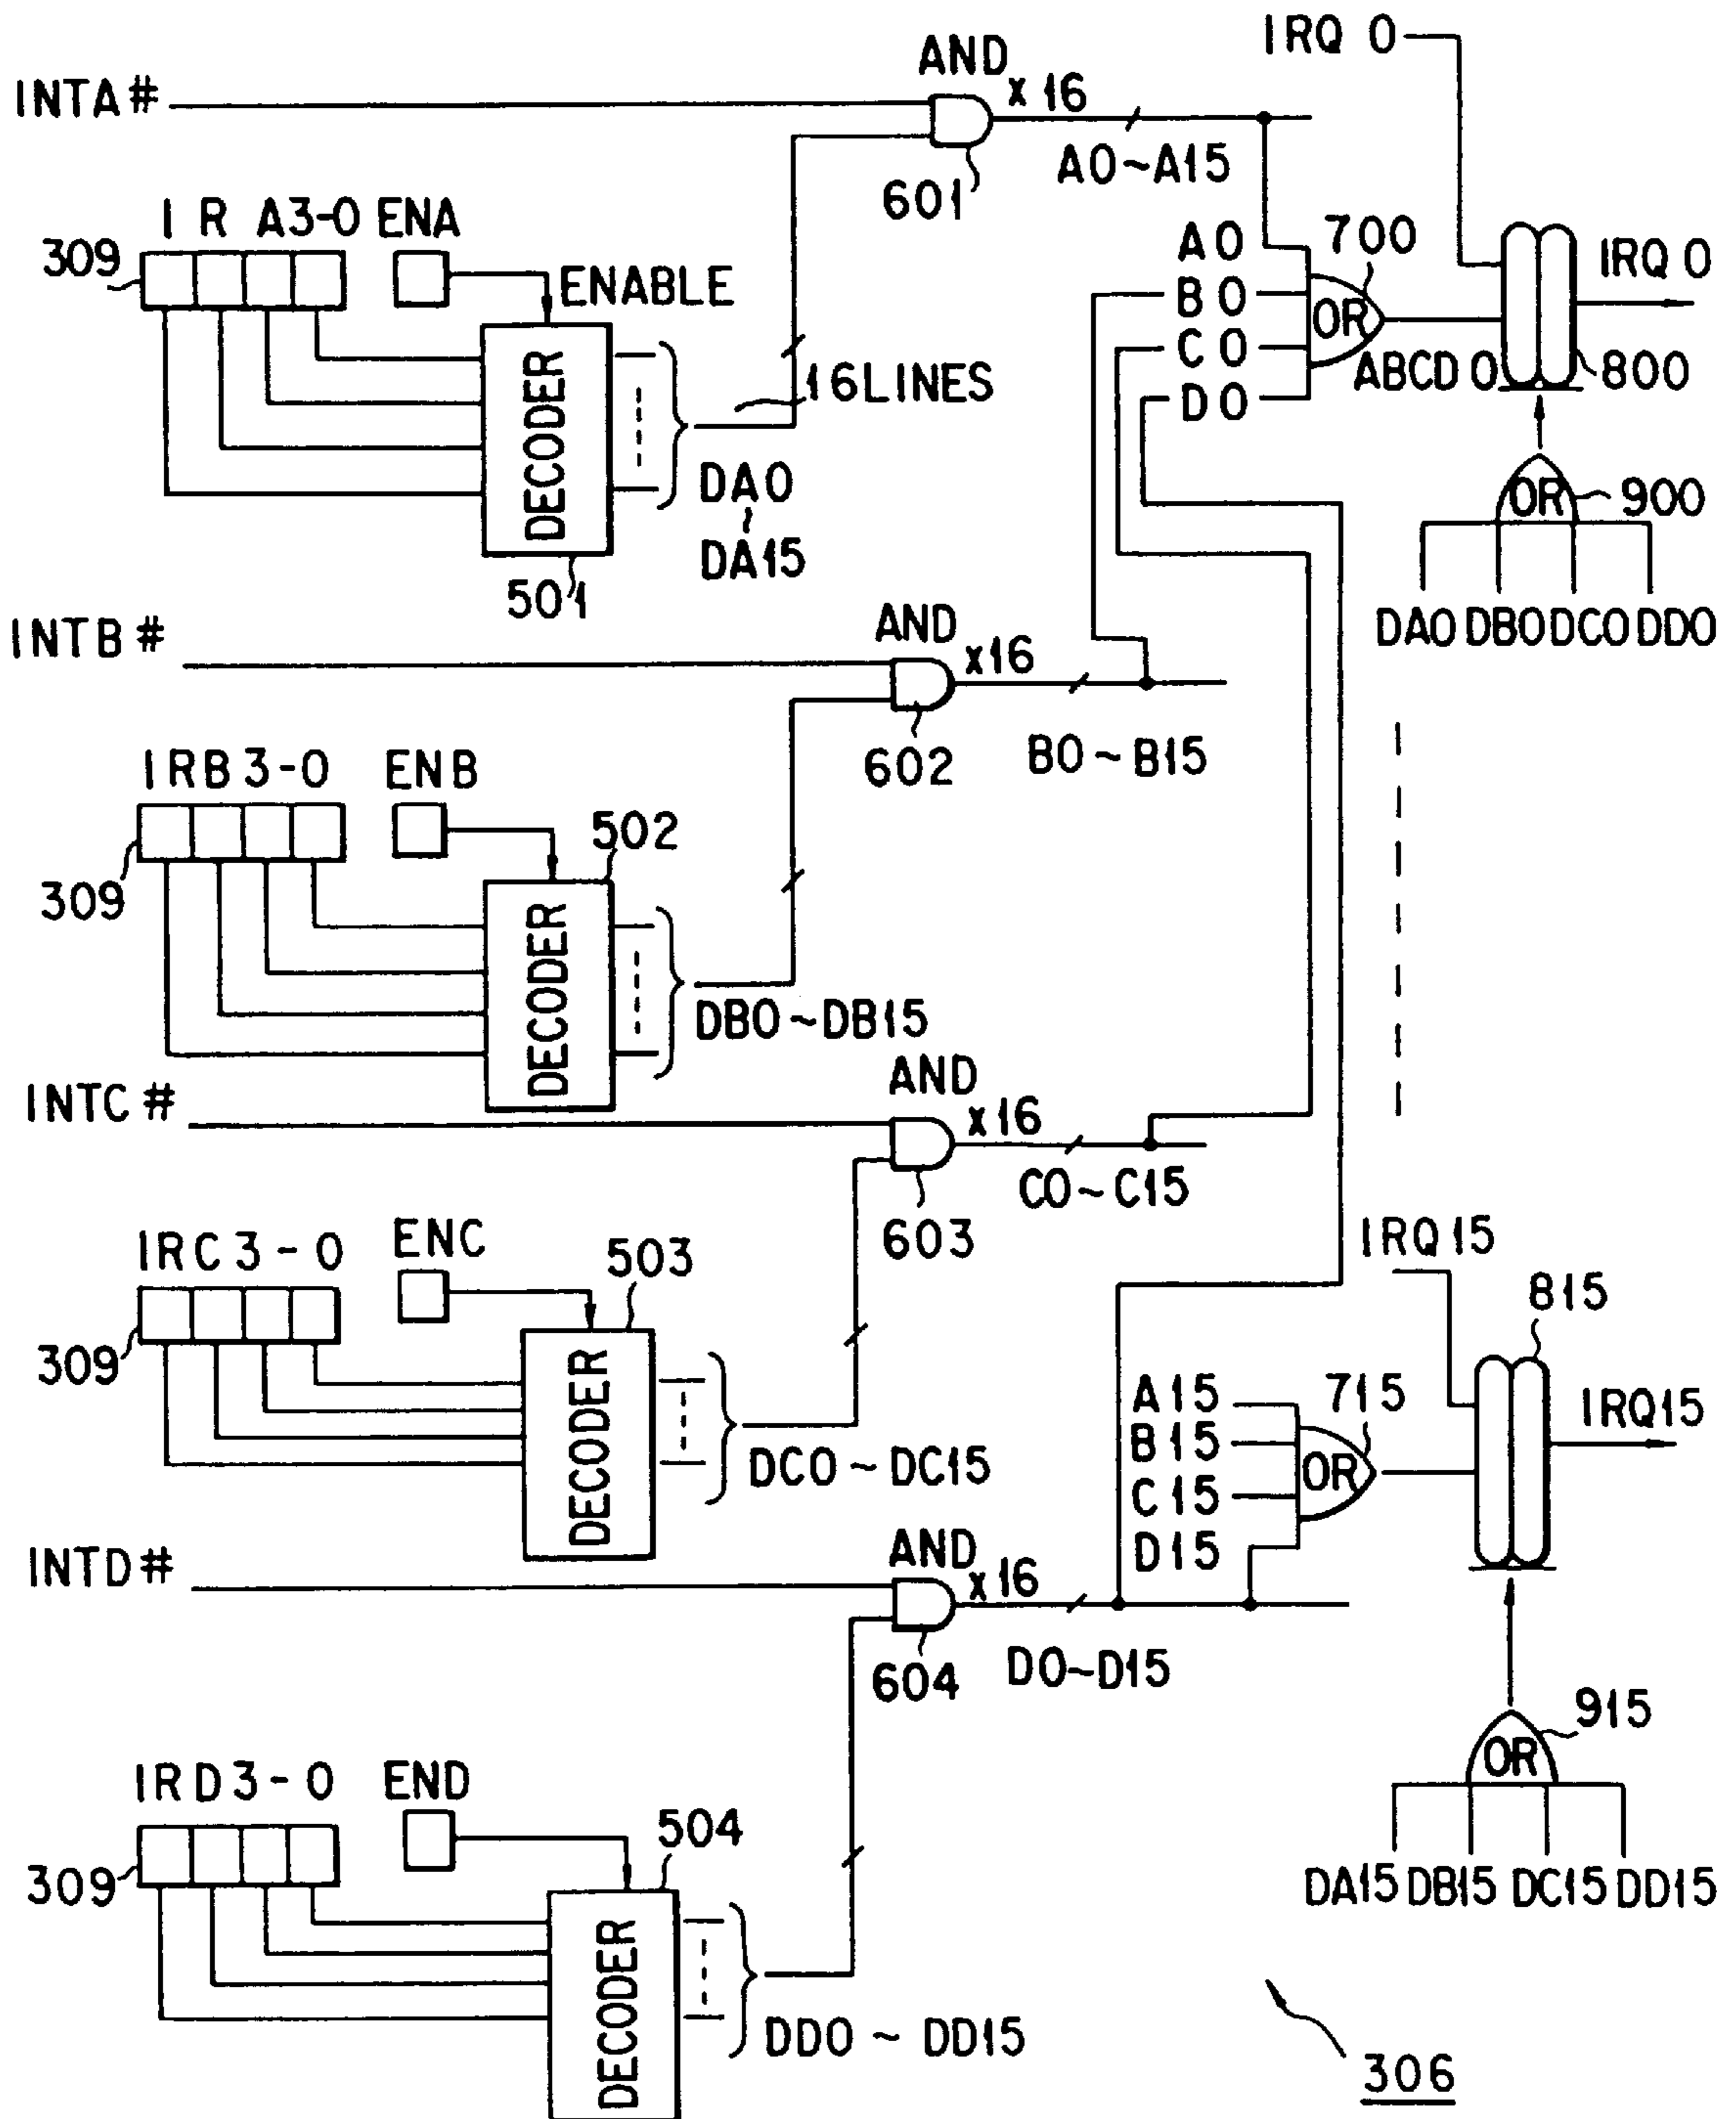 IRQ 0
AND
x 16
INTA #
A0~A15
601
I R A3-0 ENA
309
ENABLE
A0
700
IRQ 0
B0
OR
C0
ABCD 0
800
D0
DECODER
16LINES
DA0
~
DA15
OR
900
501
DA0 DB0 DC0 DD0
INTB #
AND
x16
602
B0~B15
IRB 3-0
ENB
502
309
DECODER
DB0~DB15
AND
INTC #
x16
C0~C15
603
IRC 3-0
ENC
503
IRQ 15
815
309
DECODER
A15
715
IRQ15
B15
OR
C15
DC0~DC15
D15
INTD #
AND
x16
604
D0~D15
915
OR
IRD 3-0
END
504
309
DA15 DB15 DC15 DD15
DECODER
DD0~DD15
306